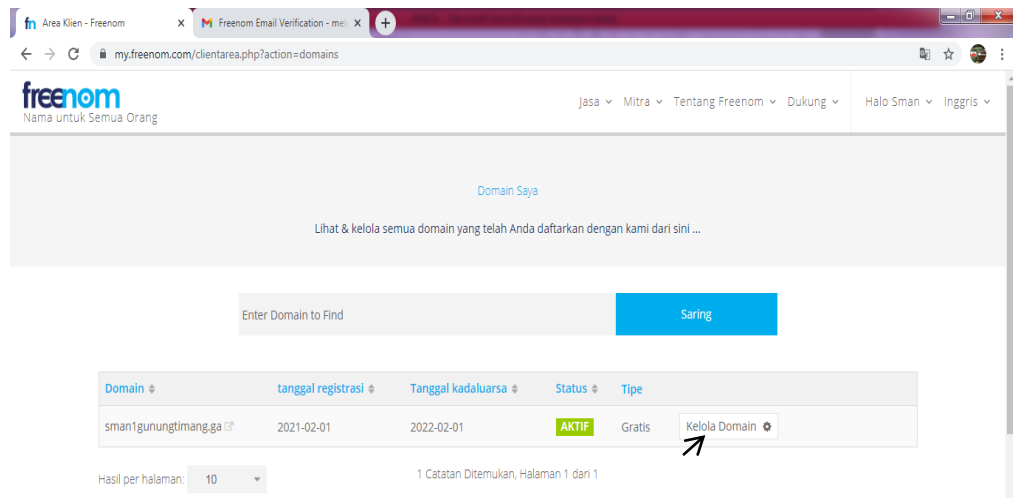 fn Area Klien - Freenom
Freenom Email Verification - mel
my.freenom.com/clientarea.php?action=domains
freenom
Nama untuk Semua Orang
Jasa Mitra Tentang Freenom Dukung Halo Sman Inggris
Domain Saya
Lihat & kelola semua domain yang telah Anda daftarkan dengan kami dari sini ...
Enter Domain to Find Saring
Domain tanggal registrasi Tanggal kadaluarsa Status Tipe
sman1gunungtimang.ga 2021-02-01 2022-02-01 AKTIF Gratis Kelola Domain
Hasil per halaman: 10 1 Catatan Ditemukan, Halaman 1 dari 1